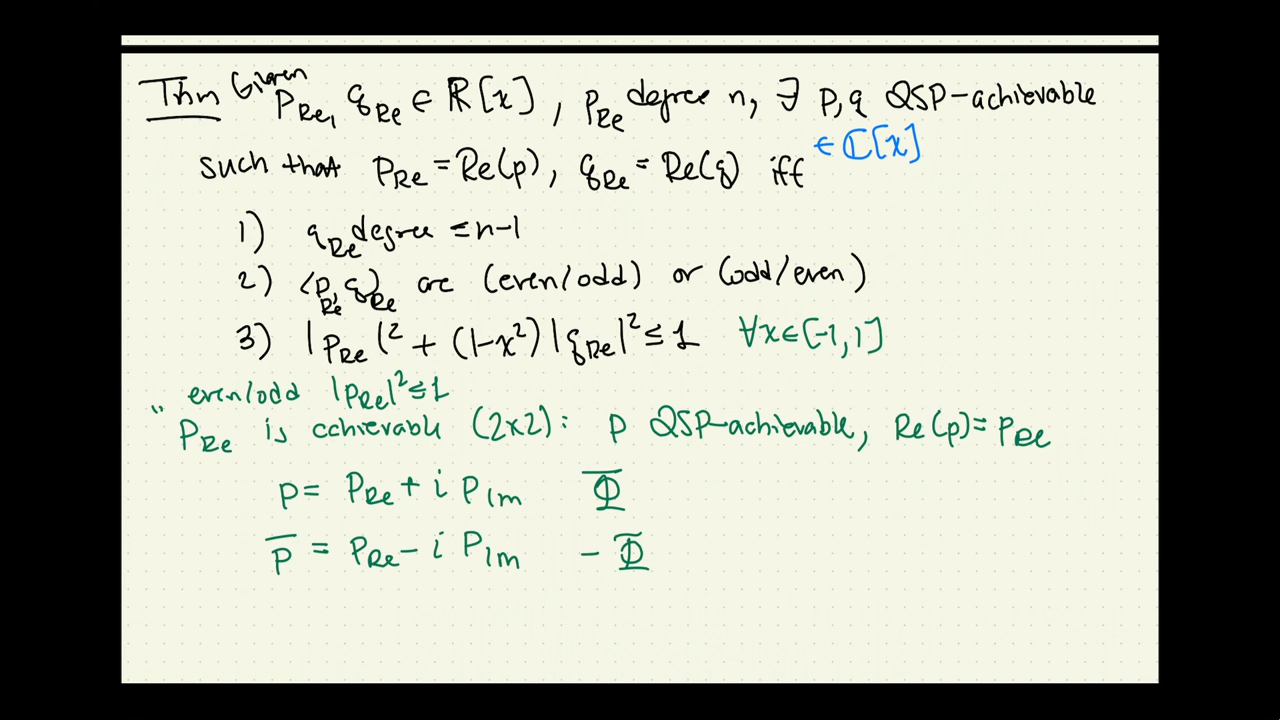 Thm Given P_Re, q_Re ∈ ℝ[x], P_Re degree n, ∃ p,q QSP-achievable
∈ ℂ[x]
such that P_Re = Re(p), q_Re = Re(q) iff
1) q_Re degree ≤ n-1
2) (P_Re, q)_Re are (even/odd) or (odd/even)
3) |P_Re|² + (1-x²)|q_Re|² ≤ 1 ∀x∈[-1,1]
even/odd |P_Re|² ≤ 1
" P_Re is achievable (2x2): p QSP-achievable, Re(p) = P_Re
p = P_Re + i P_Im Φ
p̅ = P_Re - i P_Im - Φ